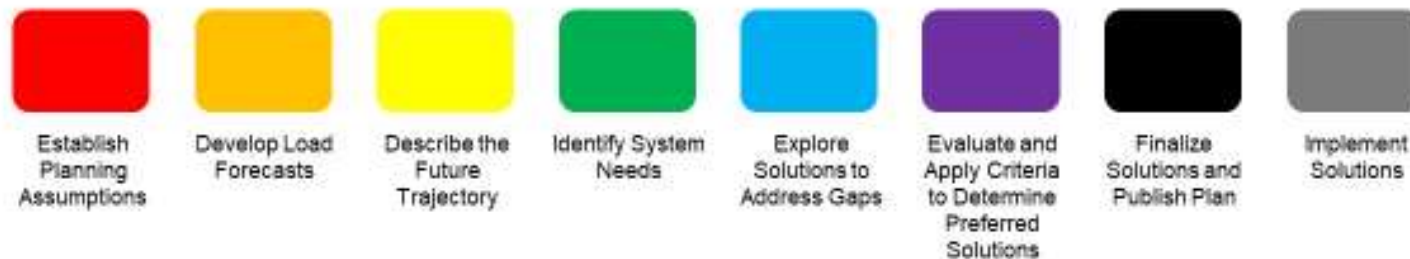 Establish
Planning
Assumptions
Develop Load
Forecasts
Describe the
Future
Trajectory
Identify System
Needs
Explore
Solutions to
Address Gaps
Evaluate and
Apply Criteria
to Determine
Preferred
Solutions
Finalize
Solutions and
Publish Plan
Implement
Solutions